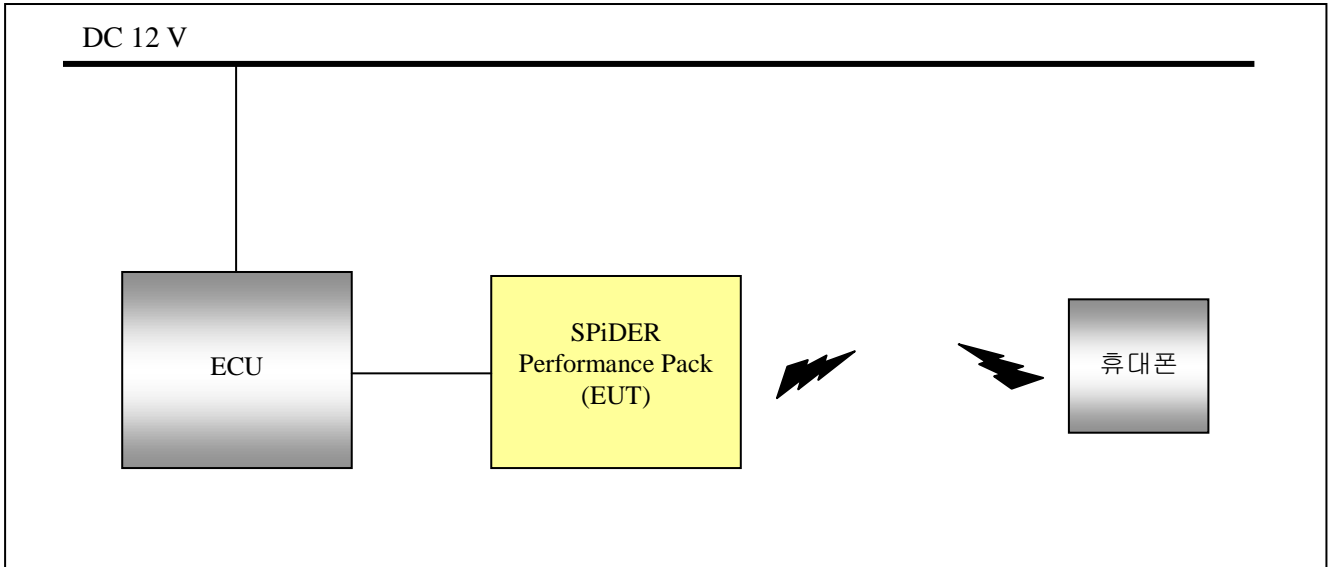 DC 12 V
ECU
SPiDER
Performance Pack
(EUT)
휴대폰